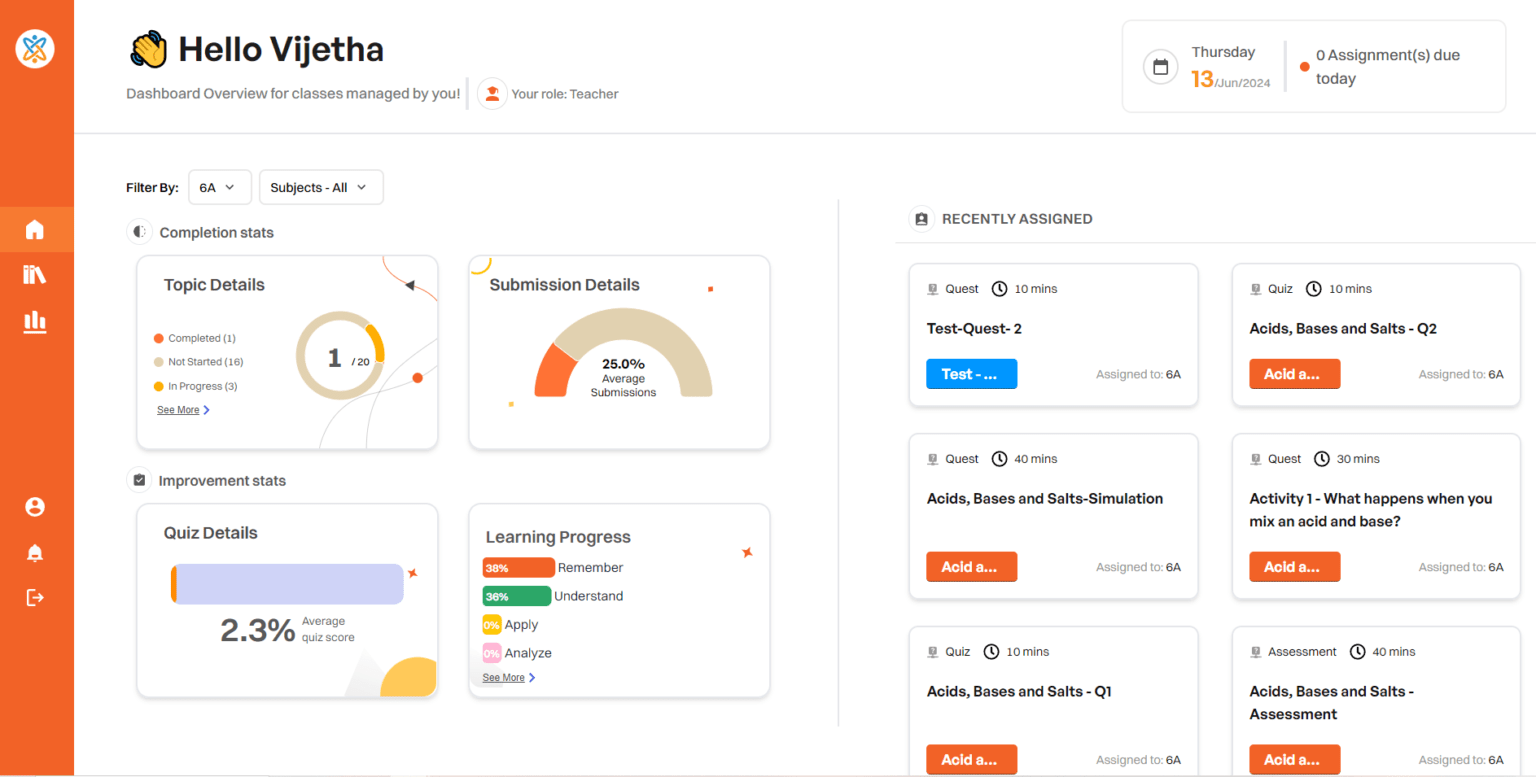 Hello Vijetha
Dashboard Overview for classes managed by you!
Your role: Teacher
Thursday
13/Jun/2024
0 Assignment(s) due
today
Filter By:
6A
Subjects - All
Completion stats
Topic Details
Completed (1)
Not Started (16)
In Progress (3)
See More
1 / 20
Submission Details
25.0%
Average
Submissions
Improvement stats
Quiz Details
2.3%
Average
quiz score
Learning Progress
38% Remember
36% Understand
0% Apply
0% Analyze
See More
RECENTLY ASSIGNED
Quest 10 mins
Test-Quest- 2
Test - ...
Assigned to: 6A
Quiz 10 mins
Acids, Bases and Salts - Q2
Acid a...
Assigned to: 6A
Quest 40 mins
Acids, Bases and Salts-Simulation
Acid a...
Assigned to: 6A
Quest 30 mins
Activity 1 - What happens when you
mix an acid and base?
Acid a...
Assigned to: 6A
Quiz 10 mins
Acids, Bases and Salts - Q1
Acid a...
Assigned to: 6A
Assessment 40 mins
Acids, Bases and Salts -
Assessment
Acid a...
Assigned to: 6A